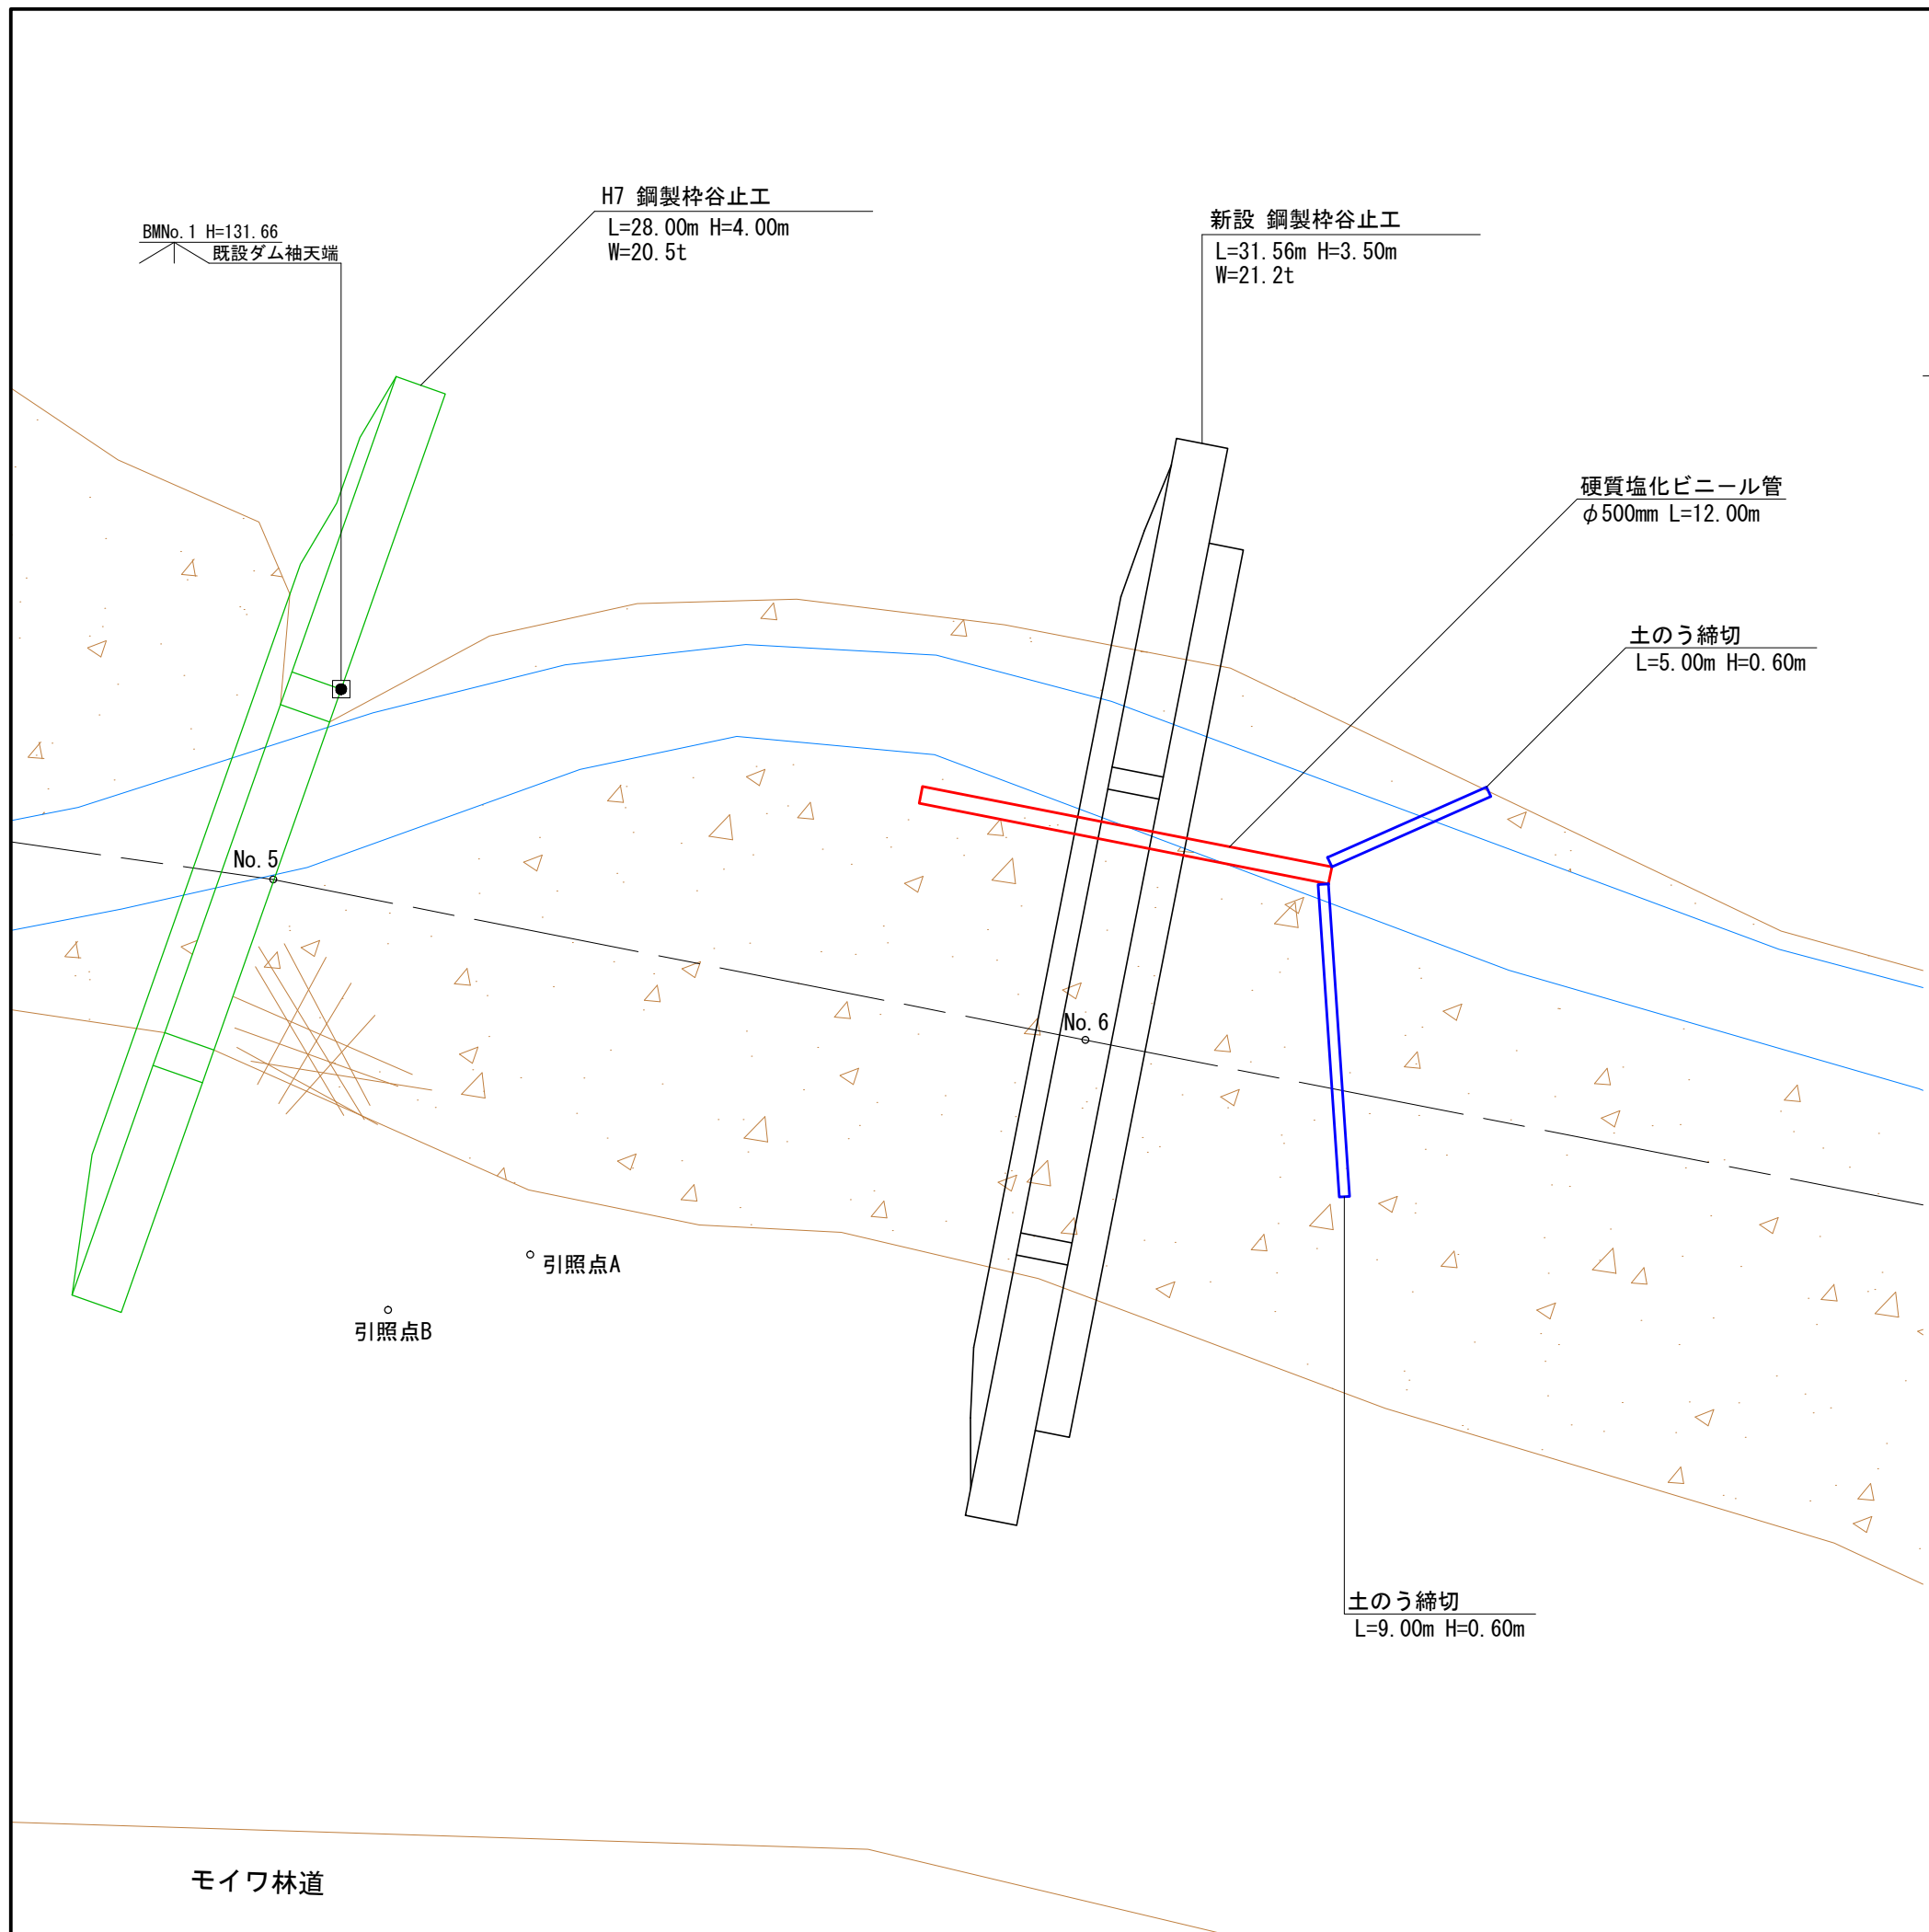 H7 鋼製枠谷止工
L=28.00m H=4.00m
W=20.5t
新設 鋼製枠谷止工
L=31.56m H=3.50m
W=21.2t
BMNo.1 H=131.66
既設ダム袖天端
硬質塩化ビニール管
φ500mm L=12.00m
土のう締切
L=5.00m H=0.60m
No.5
No.6
引照点A
引照点B
土のう締切
L=9.00m H=0.60m
モイワ林道